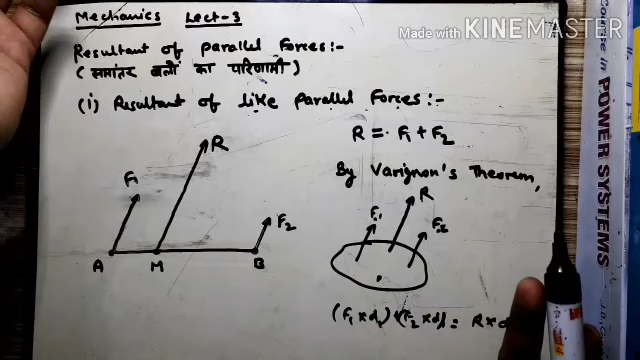 Mechanics Lect-3
Made with KINEMASTER
Resultant of Parallel Forces:-
(समांतर बलों का परिणामी)
(i) Resultant of like Parallel Forces:-
R = F₁ + F₂
By Varignon's Theorem,
R
F₁
F₂
A
M
B
R
F₁
F₂
(F₁ x d₁) + (F₂ x d₂) = R x d
POWER SYSTEMS